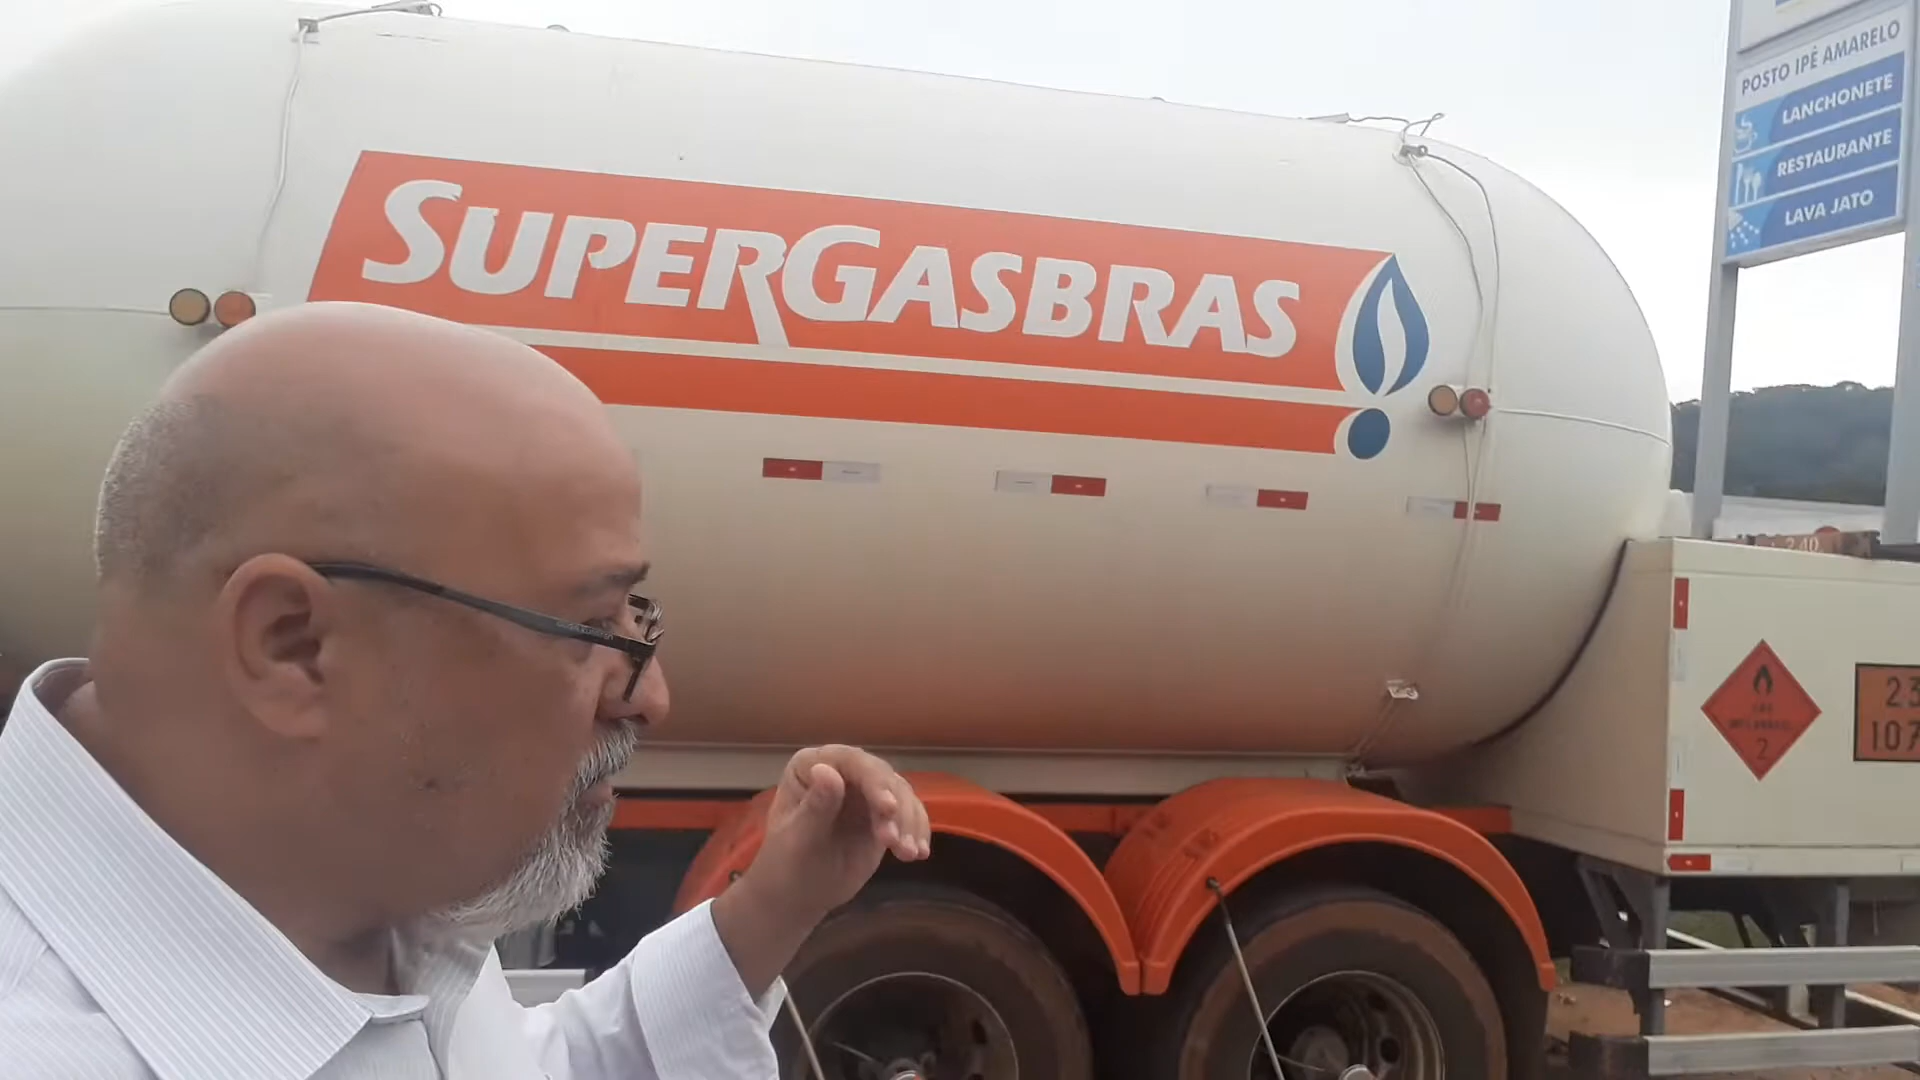 SUPERGASBRAS
POSTO IPÊ AMARELO
LANCHONETE
RESTAURANTE
LAVA JATO
2
23
107